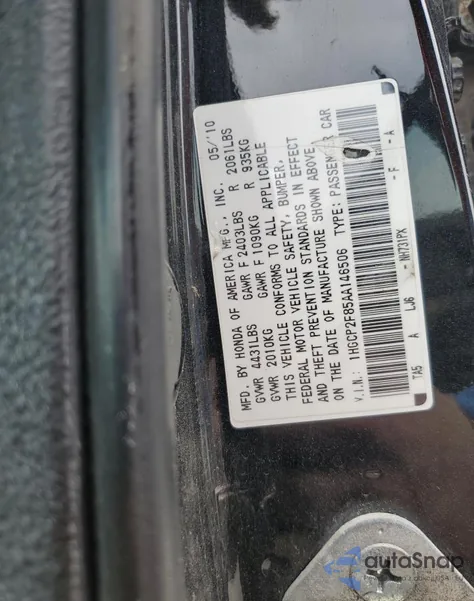 MFD. BY HONDA OF AMERICA MFG., INC. 05/'10
GVWR 4431LBS GAWR F 2403LBS R 2061LBS
GVWR 2010KG GAWR F 1090KG R 935KG
THIS VEHICLE CONFORMS TO ALL APPLICABLE
FEDERAL MOTOR VEHICLE SAFETY, BUMPER,
AND THEFT PREVENTION STANDARDS IN EFFECT
ON THE DATE OF MANUFACTURE SHOWN ABOVE.
V.I.N.: 1HGCP2F85AA146506 TYPE: CAR
TA5 A LJ6 NH731PX -F -A
autoSnap